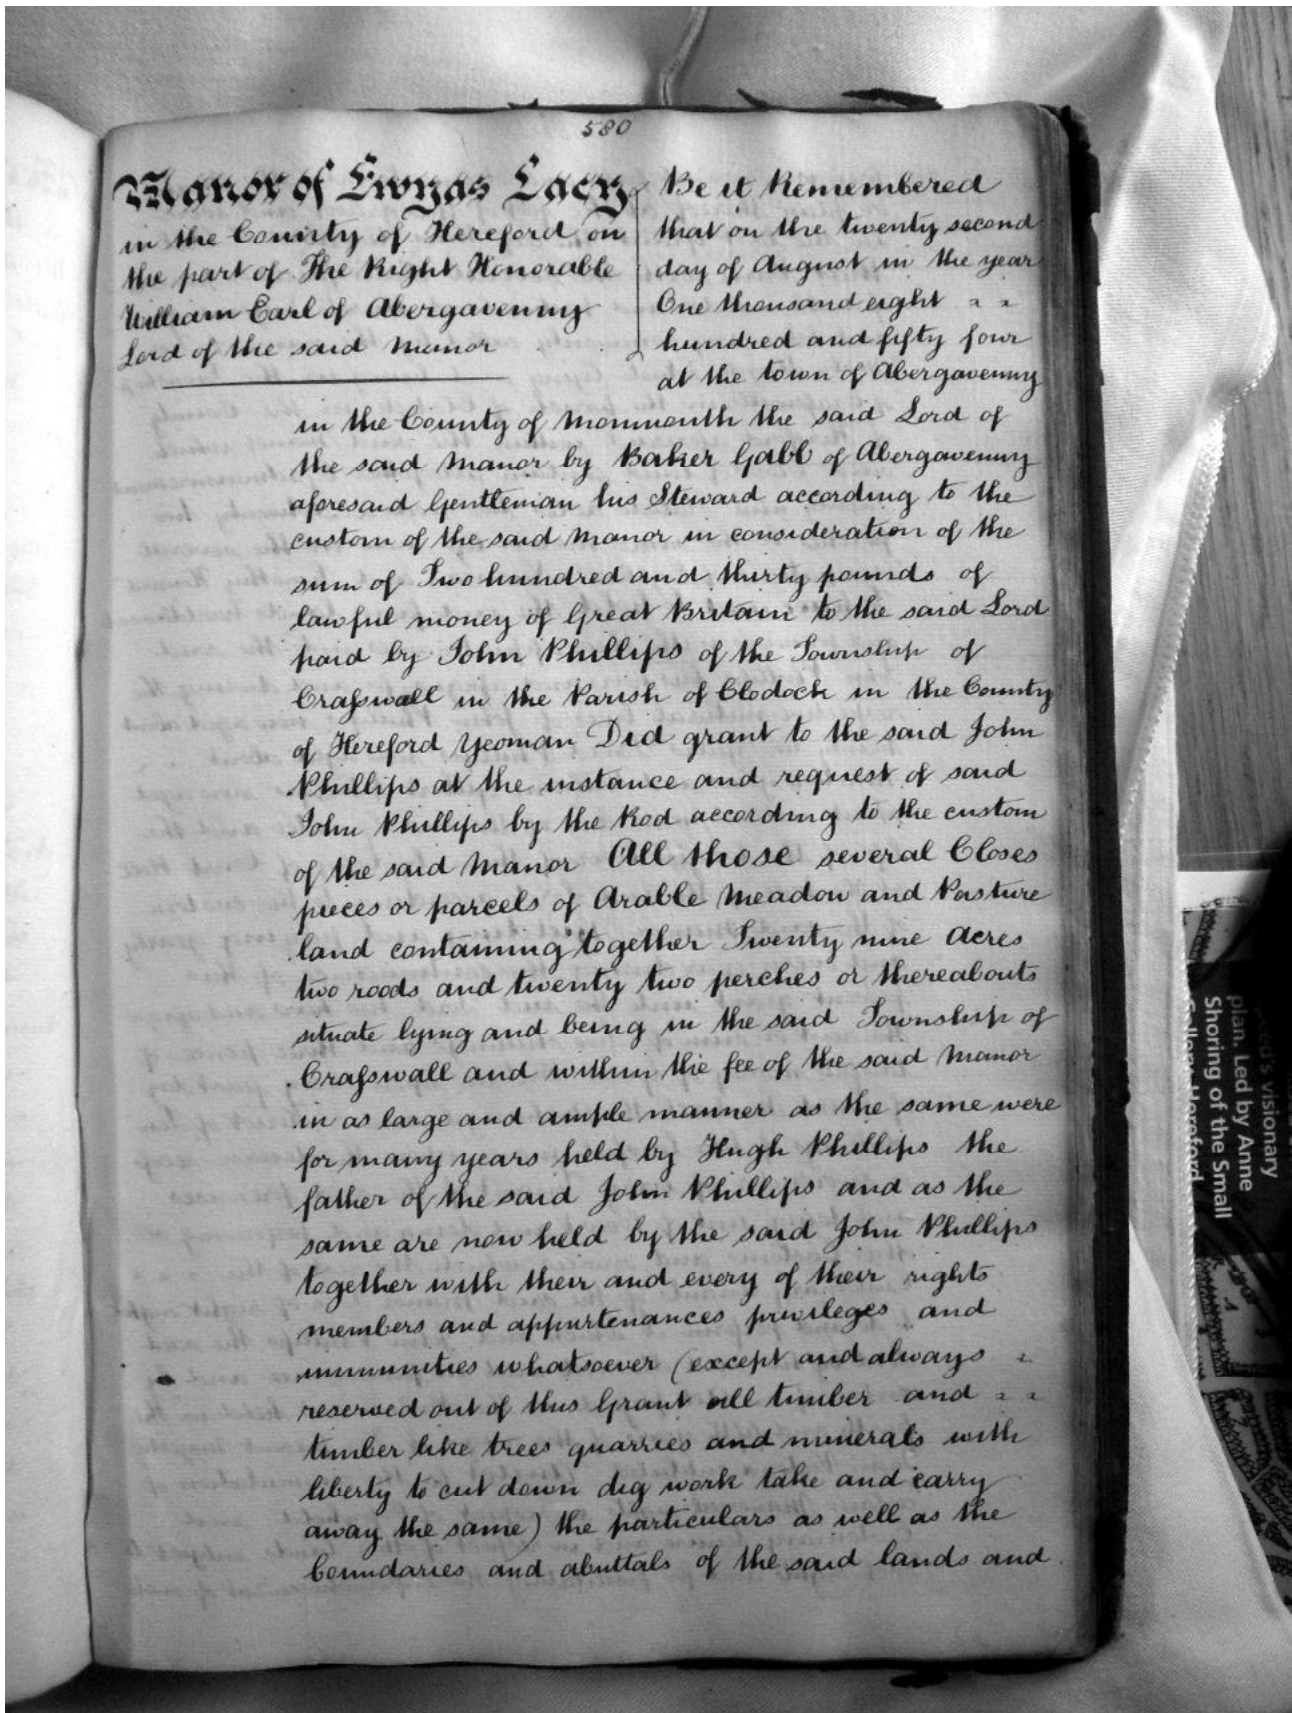 580
Manor of Ewyas Lacy
in the County of Hereford on
the part of The Right Honorable
William Earl of Abergavenny
Lord of the said Manor
Be it Remembered
that on the twenty second
day of August in the year
One thousand eight " "
hundred and fifty four
at the town of Abergavenny
in the County of Monmouth the said Lord of
the said Manor by Baker Gabb of Abergavenny
aforesaid Gentleman his Steward according to the
custom of the said Manor in consideration of the
sum of Two hundred and thirty pounds of
lawful money of Great Britain to the said Lord
paid by John Phillips of the Township of
Craſswall in the Parish of Clodock in the County
of Hereford Yeoman Did grant to the said John
Phillips at the instance and request of said
John Phillips by the Rod according to the custom
of the said Manor All those several Closes
pieces or parcels of Arable Meadow and Pasture
land containing together Twenty nine Acres
two roods and twenty two perches or thereabouts
situate lying and being in the said Township of
Craſswall and within the fee of the said Manor
in as large and ample manner as the same were
for many years held by Hugh Phillips the
father of the said John Phillips and as the
same are now held by the said John Phillips
together with their and every of their rights
members and appurtenances privileges and
immunities whatsoever (except and always "
reserved out of this Grant all timber and " "
timber like trees quarries and minerals with
liberty to cut down dig work take and carry
away the same) the particulars as well as the
boundaries and abuttals of the said lands and
visionary
plan. Led by Anne
Shoring of the Small
Hereford